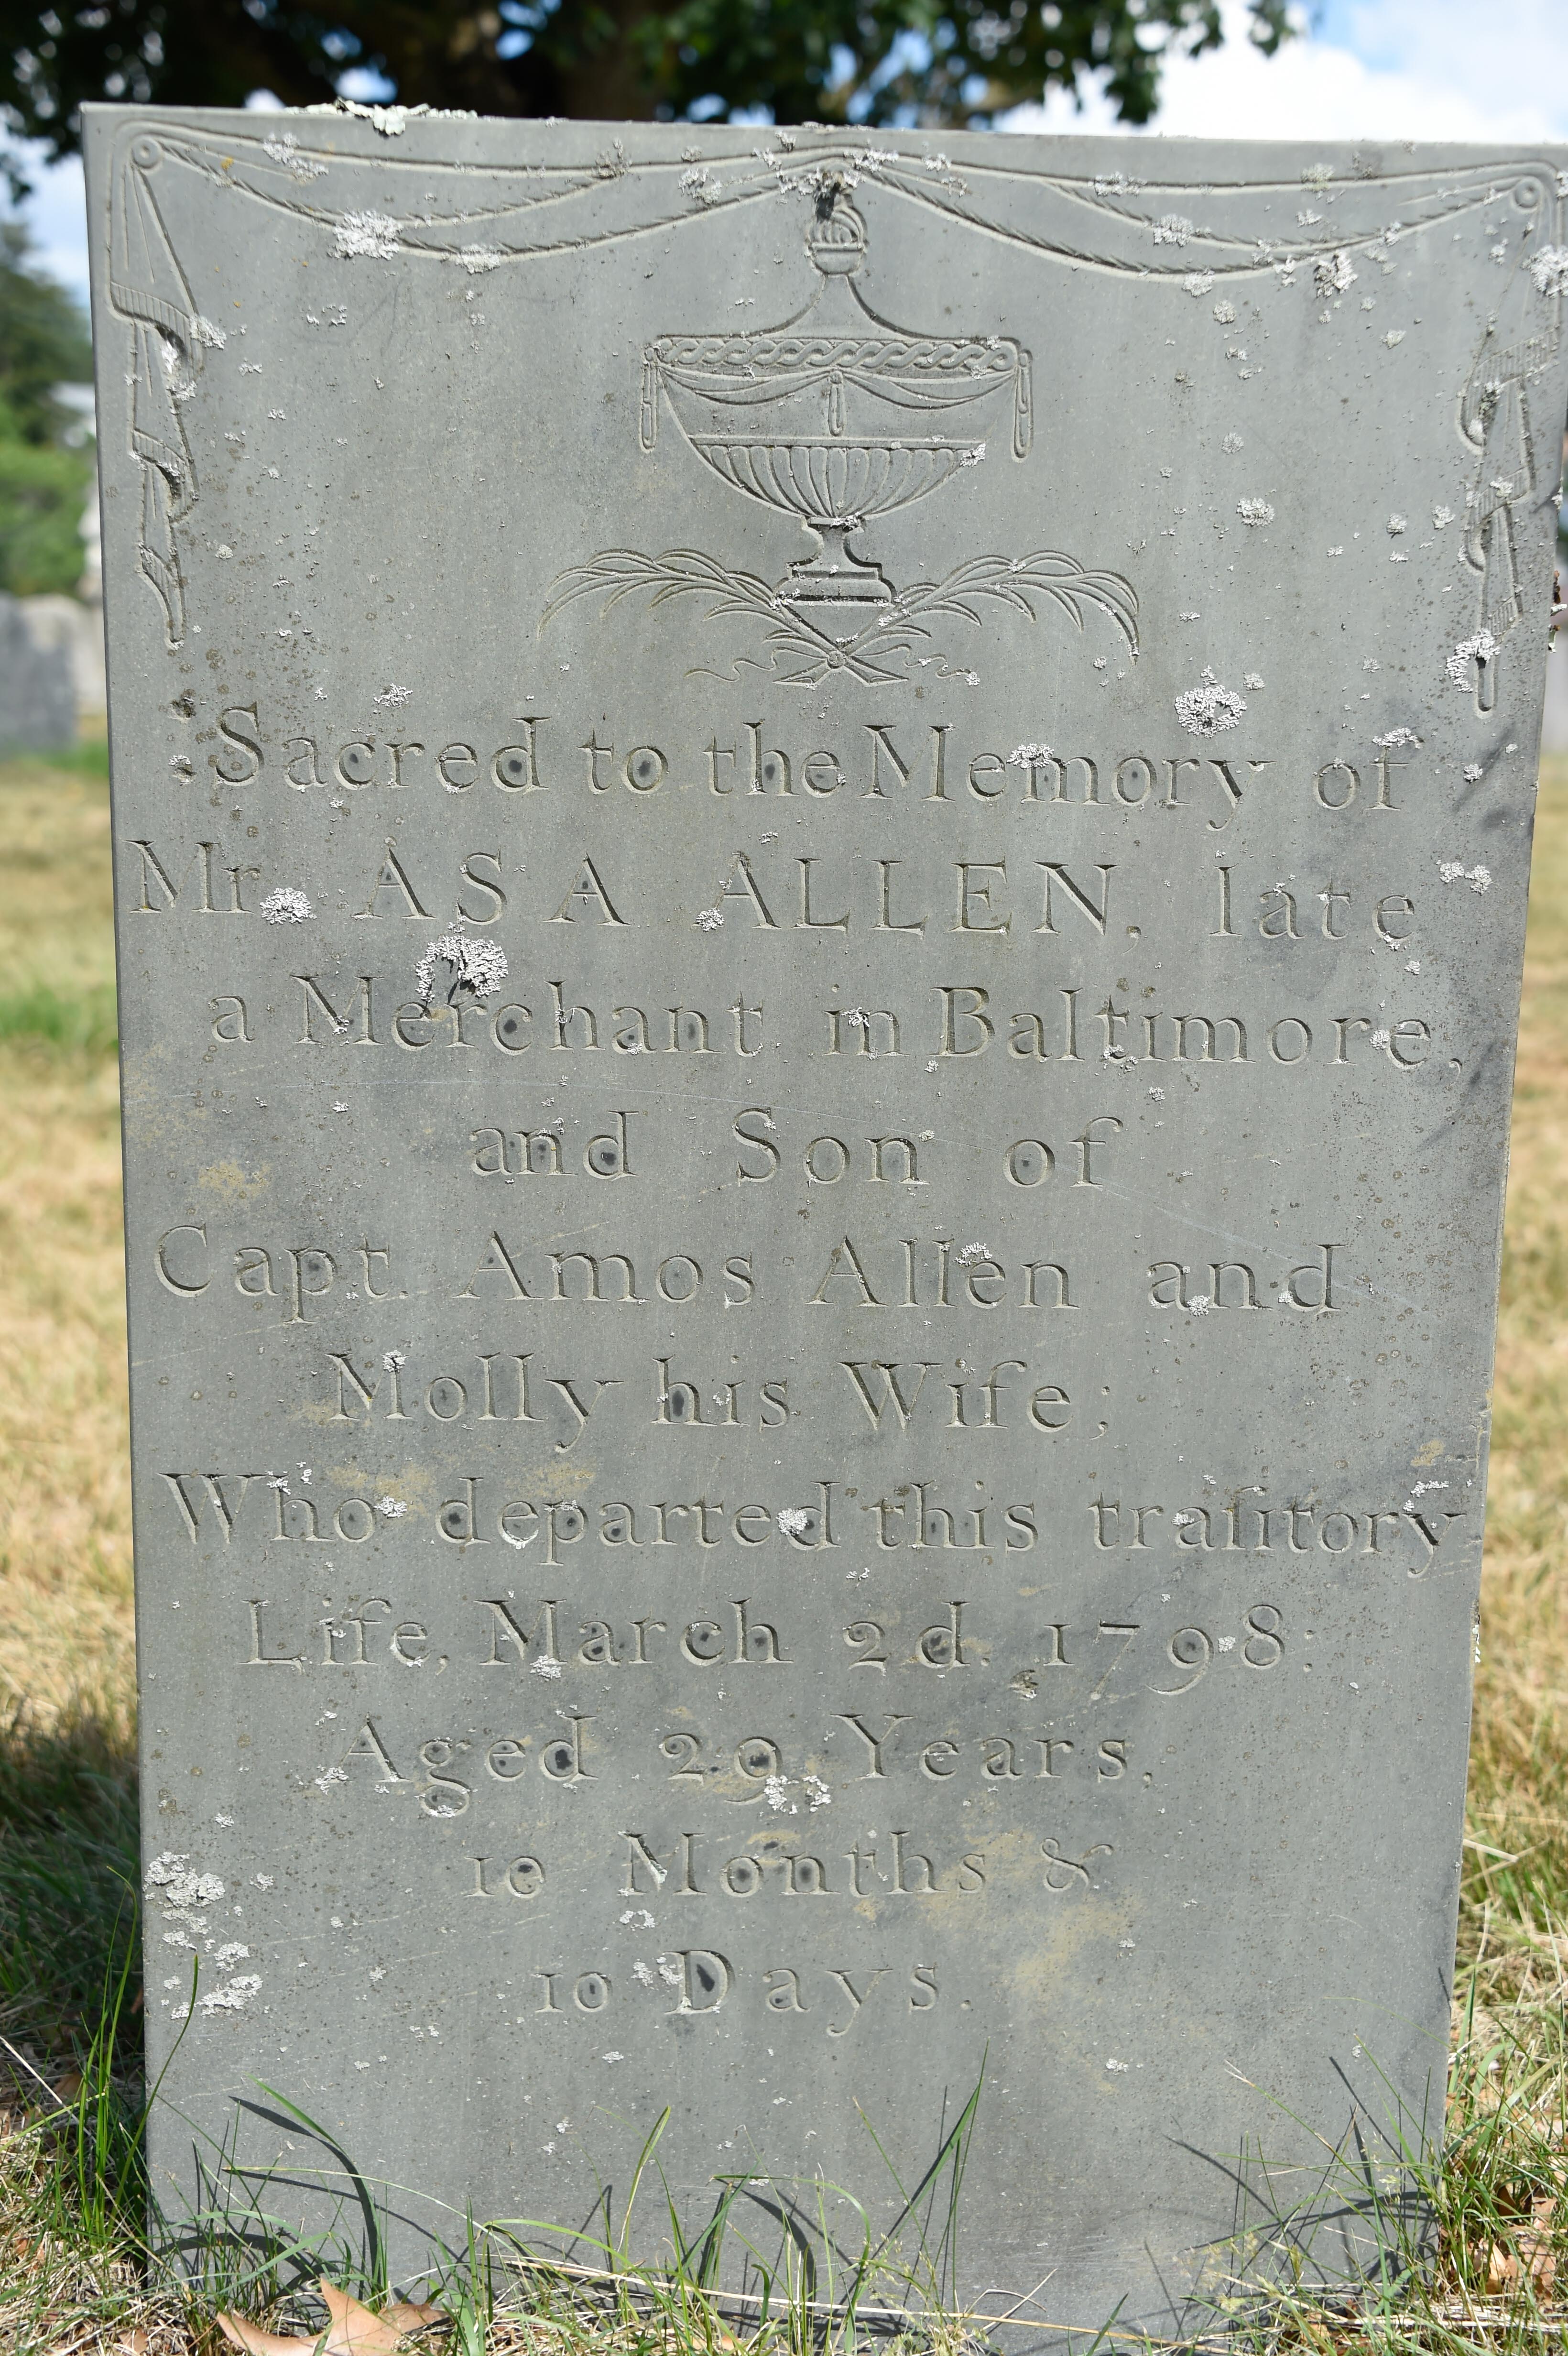 Sacred to the Memory of
Mr. ASA ALLEN, late
a Merchant in Baltimore,
and Son of
Capt. Amos Allen and
Molly his Wife;
Who departed this traſitory
Life, March 2d. 1798:
Aged 29 Years,
10 Months &
10 Days.